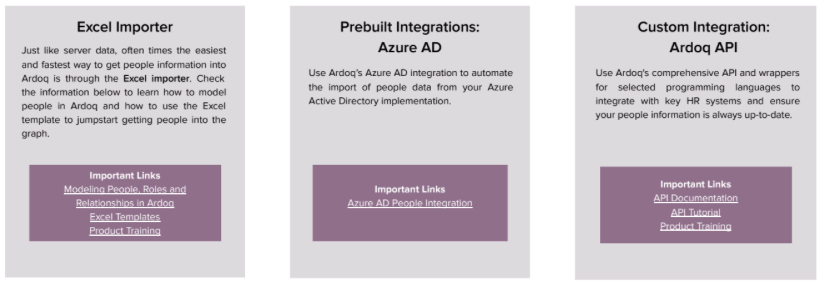 Excel Importer
Just like server data, often times the easiest
and fastest way to get people information into
Ardoq is through the Excel importer. Check
the information below to learn how to model
people in Ardoq and how to use the Excel
template to jumpstart getting people into the
graph.
Important Links
Modeling People, Roles and
Relationships in Ardoq
Excel Templates
Product Training
Prebuilt Integrations:
Azure AD
Use Ardoq's Azure AD integration to automate
the import of people data from your Azure
Active Directory implementation.
Important Links
Azure AD People Integration
Custom Integration:
Ardoq API
Use Ardoq's comprehensive API and wrappers
for selected programming languages to
integrate with key HR systems and ensure
your people information is always up-to-date.
Important Links
API Documentation
API Tutorial
Product Training